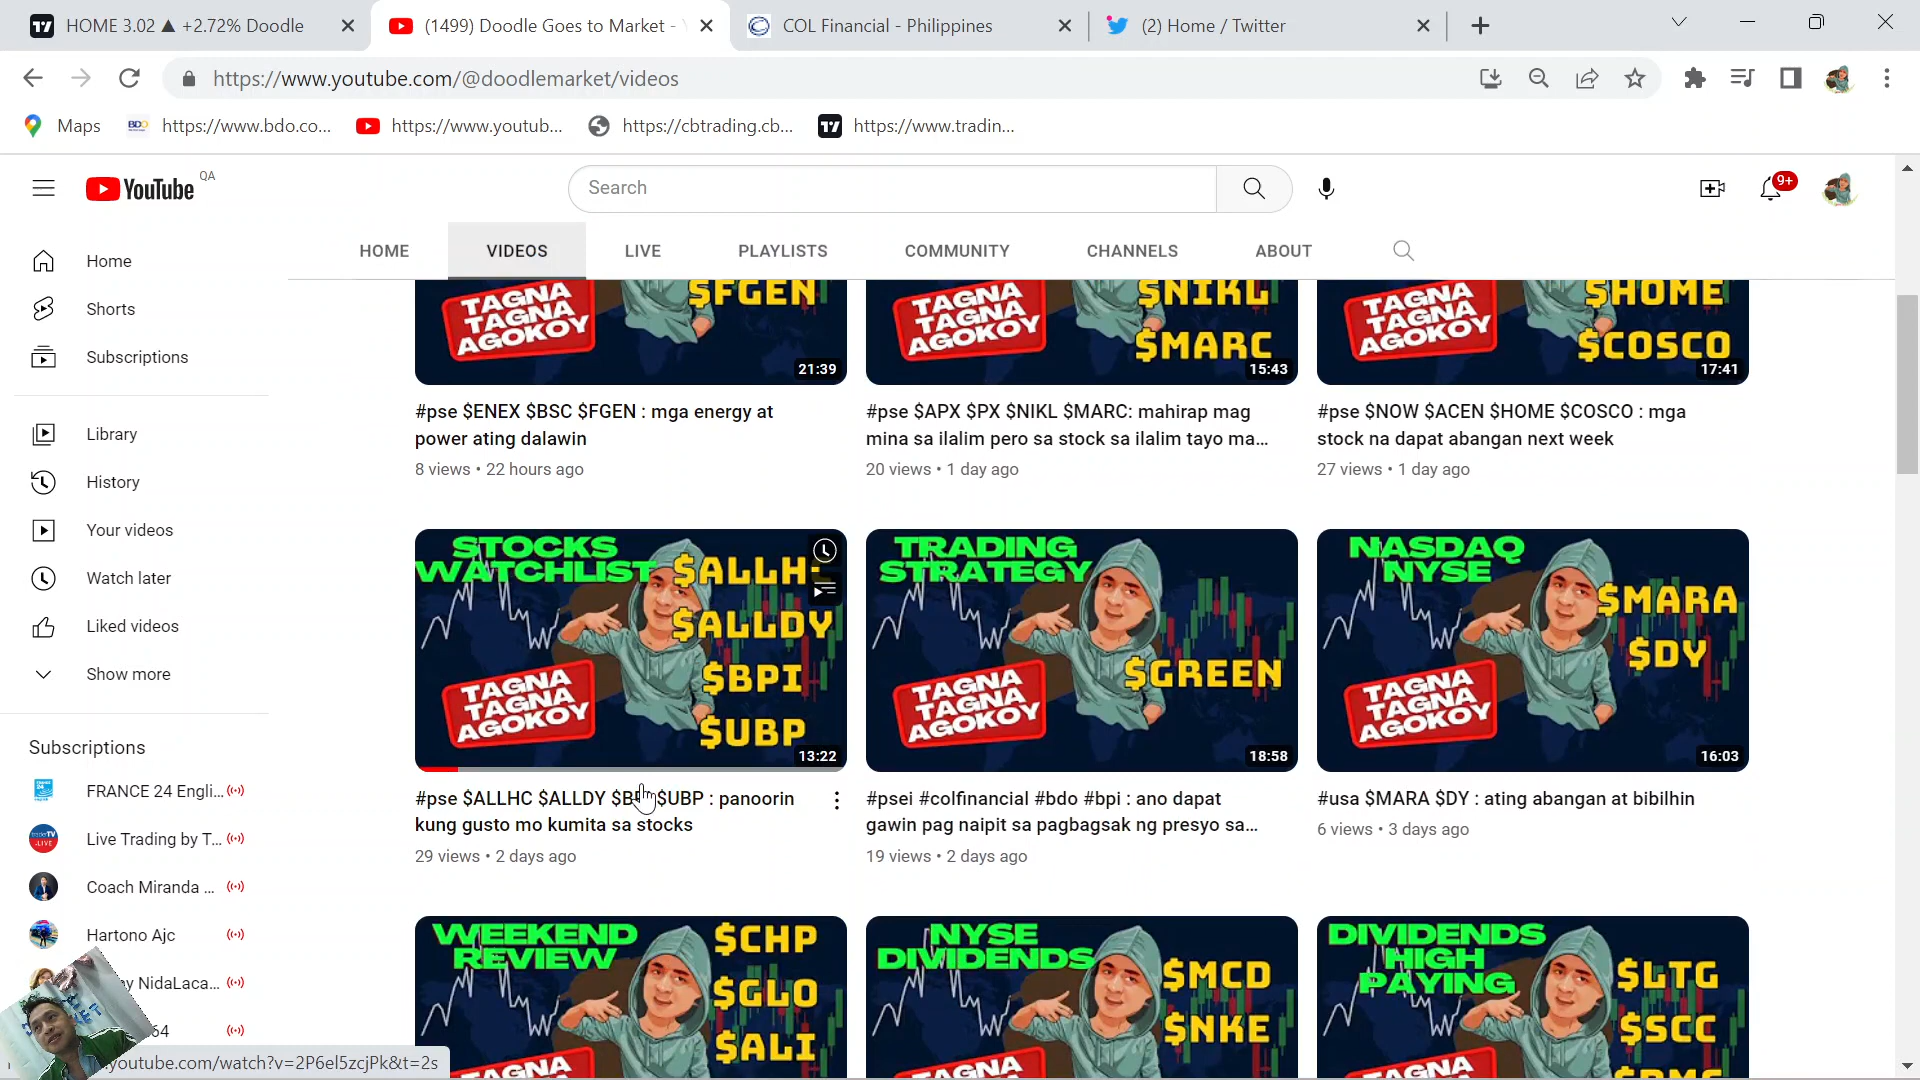 HOME 3.02 ▲ +2.72% Doodle
(1499) Doodle Goes to Market -
COL Financial - Philippines
(2) Home / Twitter
https://www.youtube.com/@doodlemarket/videos
Maps
BDO
https://www.bdo.co...
https://www.youtub...
https://cbtrading.cb...
https://www.tradin...
YouTube QA
Search
9+
HOME
VIDEOS
LIVE
PLAYLISTS
COMMUNITY
CHANNELS
ABOUT
Home
Shorts
Subscriptions
Library
History
Your videos
Watch later
Liked videos
Show more
Subscriptions
FRANCE 24 Engli...
Live Trading by T...
Coach Miranda ...
Hartono Ajc
y NidaLaca...
64
youtube.com/watch?v=2P6el5zcjPk&t=2s
TAGNA
TAGNA
AGOKOY
$FGEN
21:39
#pse $ENEX $BSC $FGEN : mga energy at
power ating dalawin
8 views • 22 hours ago
TAGNA
TAGNA
AGOKOY
$NIKL
$MARC
15:43
#pse $APX $PX $NIKL $MARC: mahirap mag
mina sa ilalim pero sa stock sa ilalim tayo ma...
20 views • 1 day ago
TAGNA
TAGNA
AGOKOY
$HOME
$COSCO
17:41
#pse $NOW $ACEN $HOME $COSCO : mga
stock na dapat abangan next week
27 views • 1 day ago
STOCKS
WATCHLIST
$ALLH
$ALLDY
$BPI
$UBP
TAGNA
TAGNA
AGOKOY
13:22
#pse $ALLHC $ALLDY $B $UBP : panoorin
kung gusto mo kumita sa stocks
29 views • 2 days ago
TRADING
STRATEGY
$GREEN
TAGNA
TAGNA
AGOKOY
18:58
#psei #colfinancial #bdo #bpi : ano dapat
gawin pag naipit sa pagbagsak ng presyo sa...
19 views • 2 days ago
NASDAQ
NYSE
$MARA
$DY
TAGNA
TAGNA
AGOKOY
16:03
#usa $MARA $DY : ating abangan at bibilhin
6 views • 3 days ago
WEEKEND
REVIEW
$CHP
$GLO
$ALI
TAGNA
NYSE
DIVIDENDS
$MCD
$NKE
TAGNA
DIVIDENDS
HIGH
PAYING
$LTG
$SCC
TAGNA